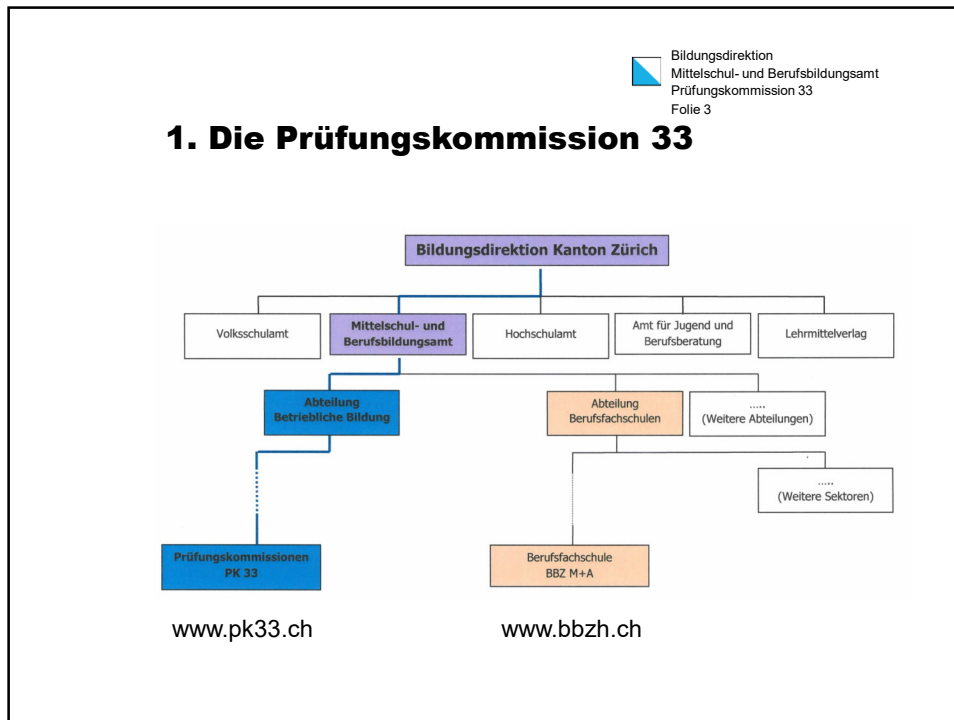 Bildungsdirektion
Mittelschul- und Berufsbildungsamt
Prüfungskommission 33
Folie 3
1. Die Prüfungskommission 33
Bildungsdirektion Kanton Zürich
Volksschulamt
Mittelschul- und
Berufsbildungsamt
Hochschulamt
Amt für Jugend und
Berufsberatung
Lehrmittelverlag
Abteilung
Betriebliche Bildung
Abteilung
Berufsfachschulen
.....
(Weitere Abteilungen)
.....
(Weitere Sektoren)
Prüfungskommissionen
PK 33
Berufsfachschule
BBZ M+A
www.pk33.ch
www.bbzh.ch